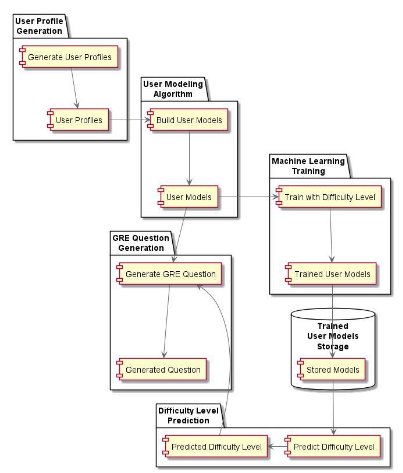 User Profile
Generation
Generate User Profiles
User Profiles
User Modeling
Algorithm
Build User Models
User Models
Machine Learning
Training
Train with Difficulty Level
Trained User Models
GRE Question
Generation
Generate GRE Question
Generated Question
Trained
User Models
Storage
Stored Models
Difficulty Level
Prediction
Predicted Difficulty Level
Predict Difficulty Level